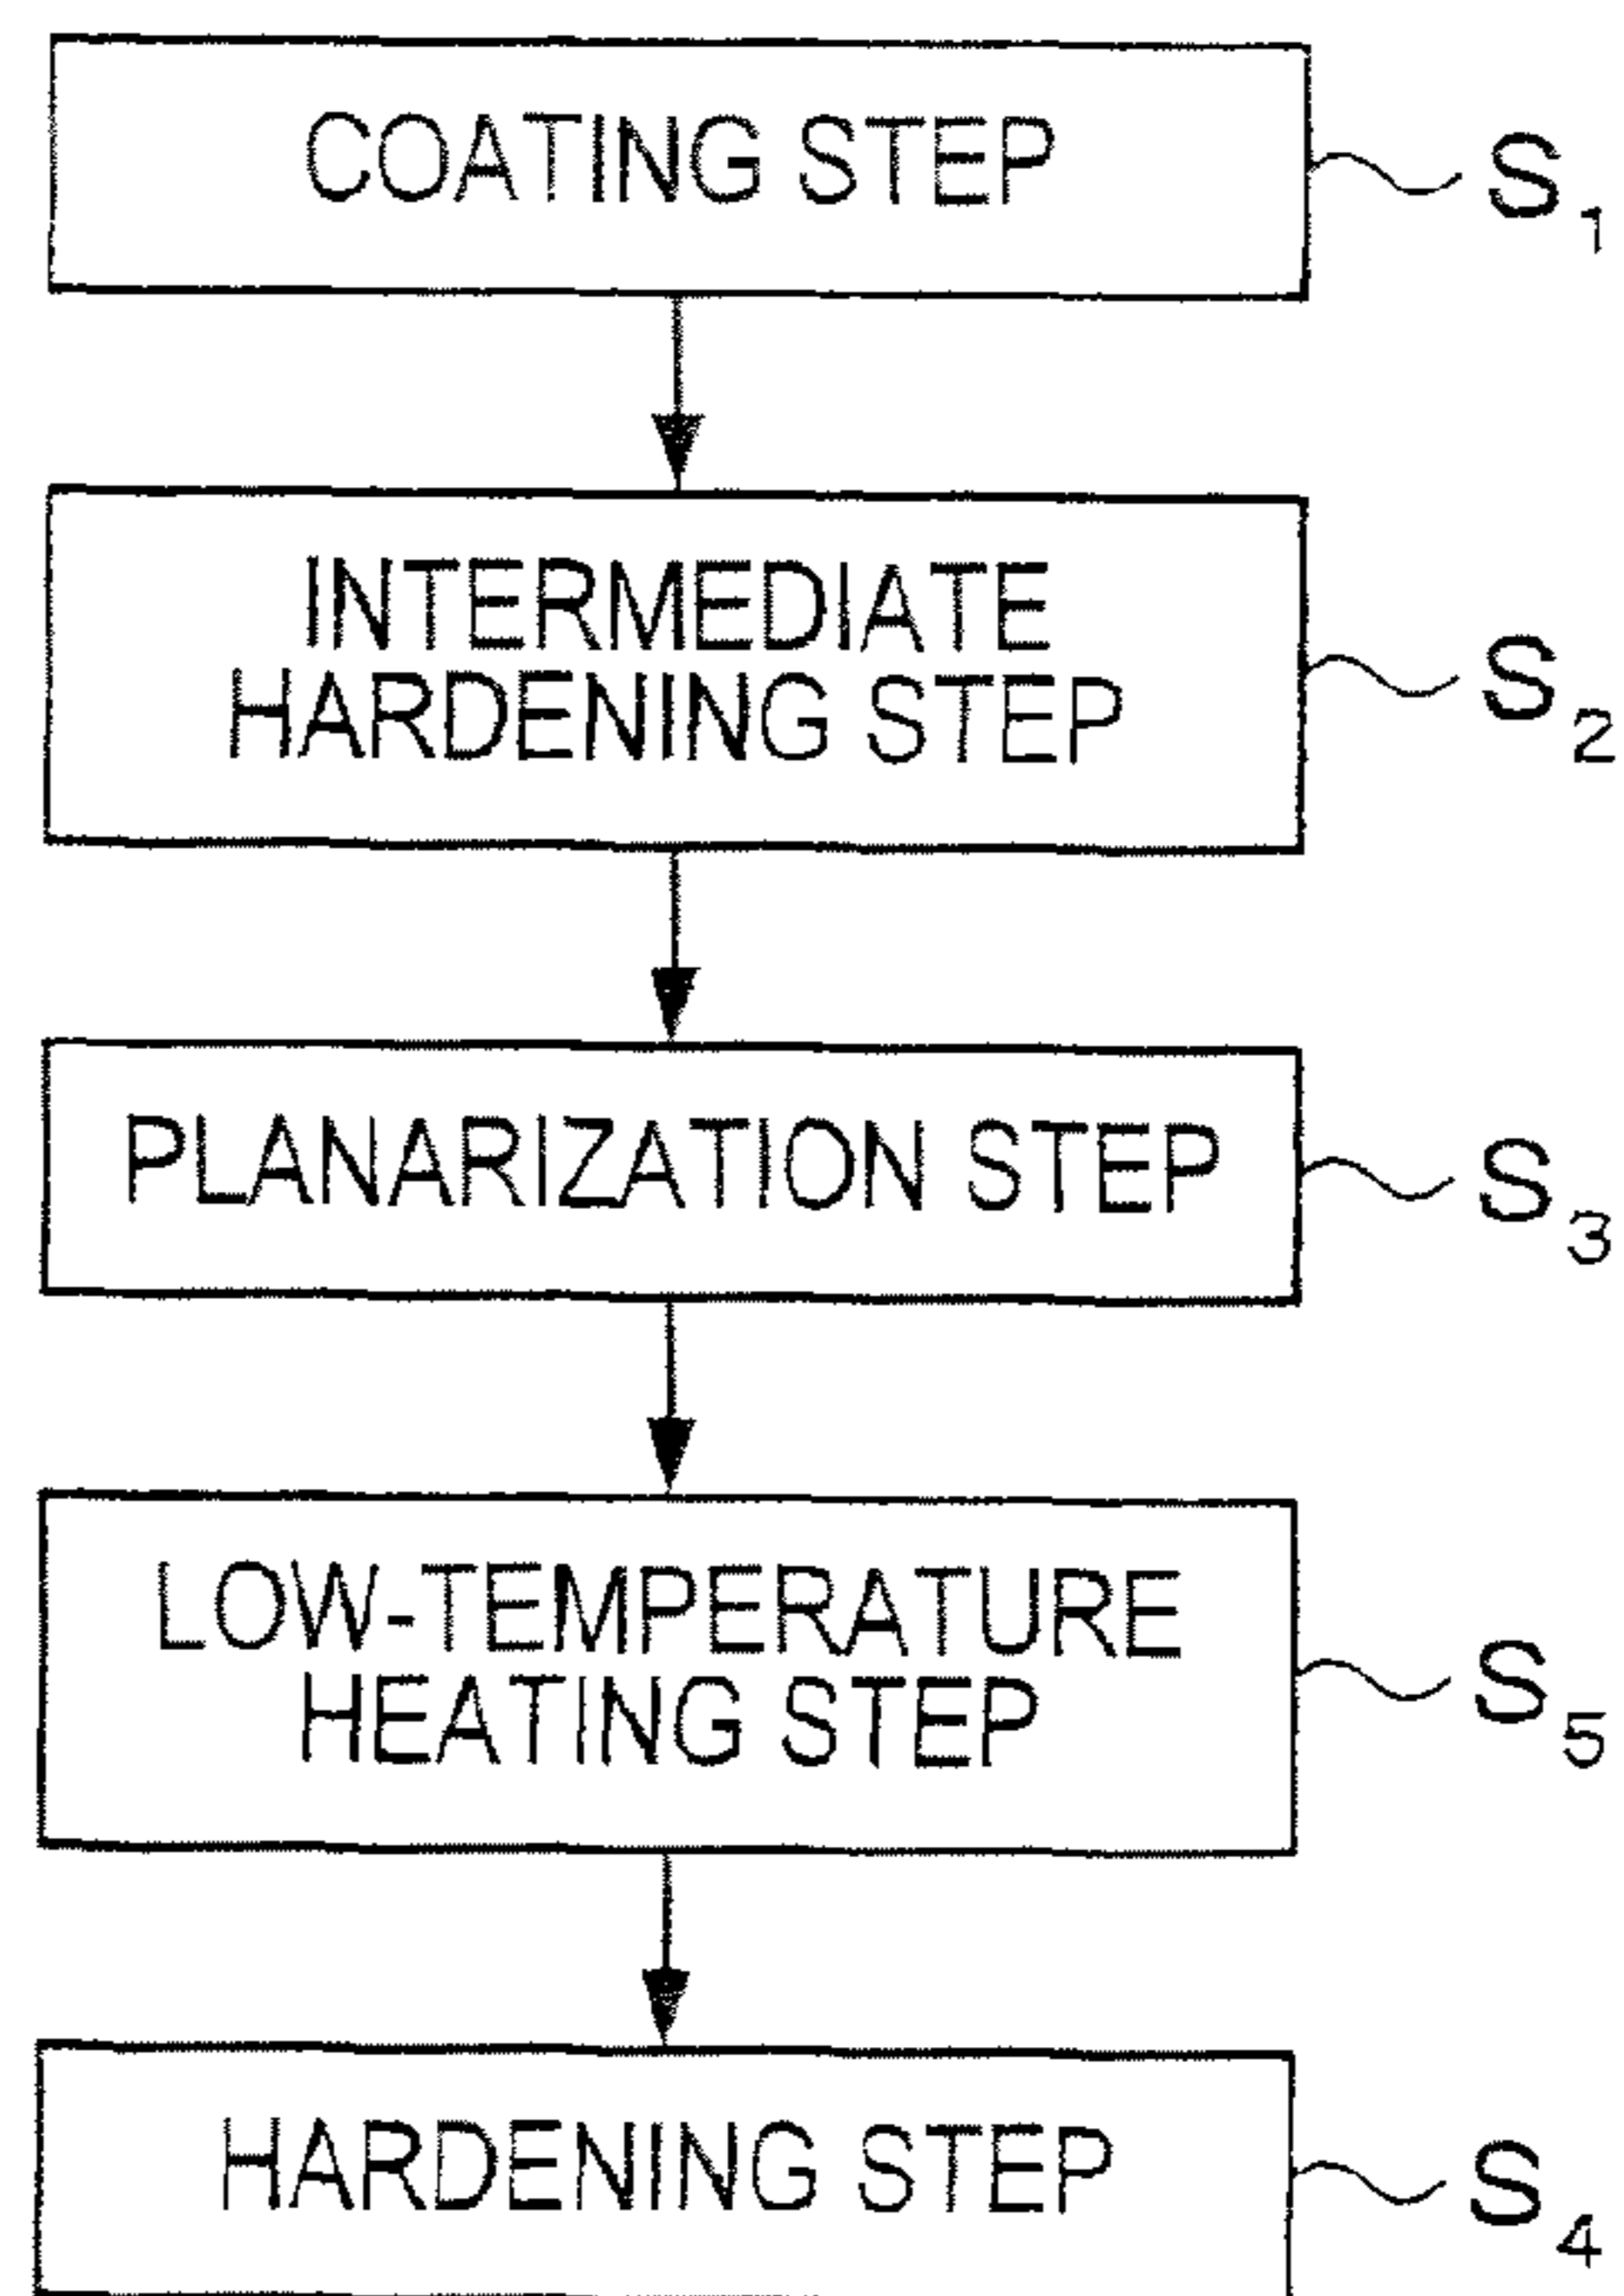 COATING STEP
S1
INTERMEDIATE
HARDENING STEP
S2
PLANARIZATION STEP
S3
LOW-TEMPERATURE
HEATING STEP
S5
HARDENING STEP
S4